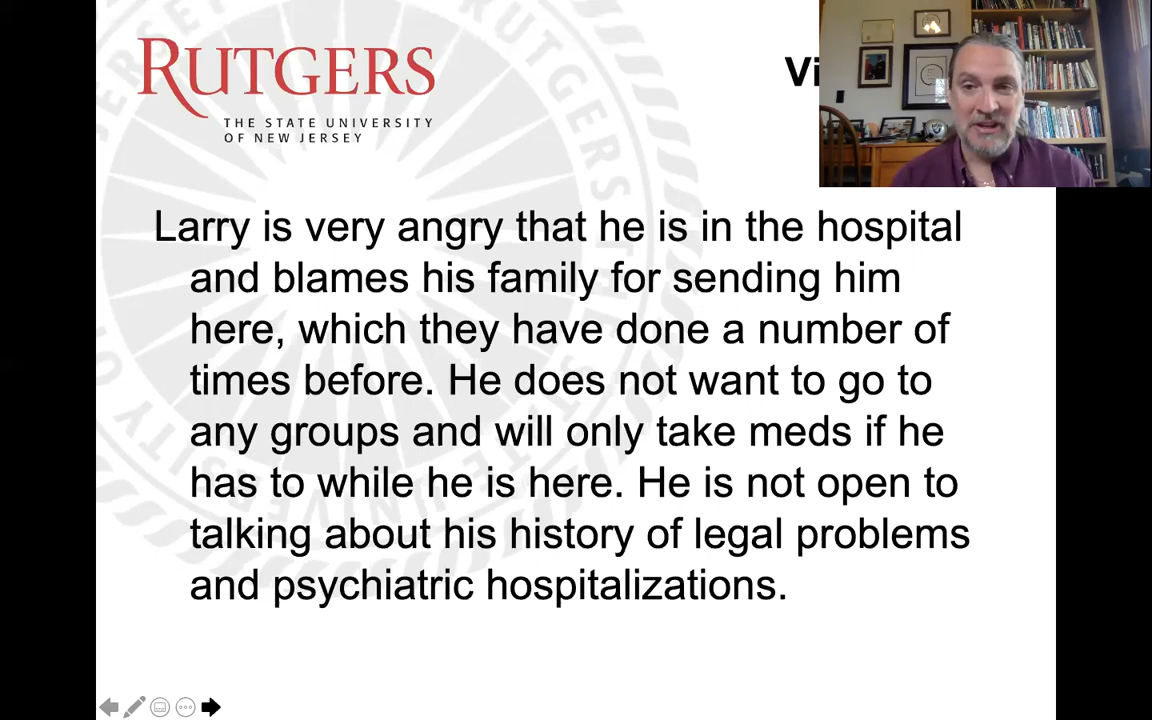 RUTGERS
THE STATE UNIVERSITY
OF NEW JERSEY
Larry is very angry that he is in the hospital
and blames his family for sending him
here, which they have done a number of
times before. He does not want to go to
any groups and will only take meds if he
has to while he is here. He is not open to
talking about his history of legal problems
and psychiatric hospitalizations.